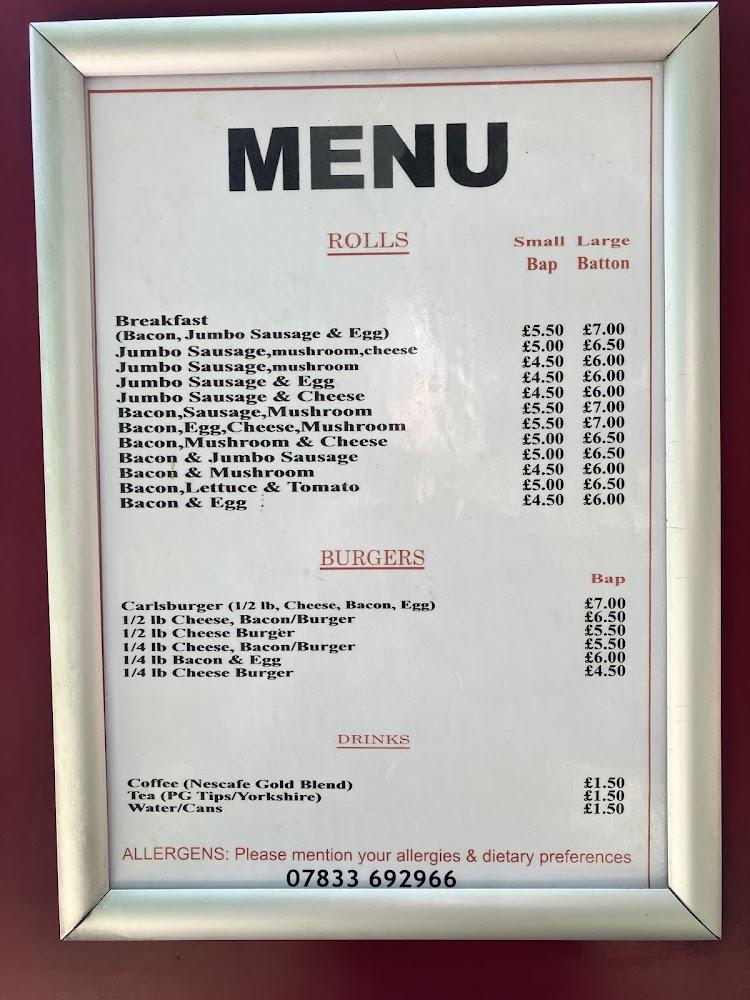 MENU
ROLLS Small Large
Bap Batton
Breakfast
(Bacon, Jumbo Sausage & Egg) £5.50 £7.00
Jumbo Sausage,mushroom,cheese £5.00 £6.50
Jumbo Sausage,mushroom £4.50 £6.00
Jumbo Sausage & Egg £4.50 £6.00
Jumbo Sausage & Cheese £4.50 £6.00
Bacon,Sausage,Mushroom £5.50 £7.00
Bacon,Egg,Cheese,Mushroom £5.50 £7.00
Bacon,Mushroom & Cheese £5.00 £6.50
Bacon & Jumbo Sausage £5.00 £6.50
Bacon & Mushroom £4.50 £6.00
Bacon,Lettuce & Tomato £5.00 £6.50
Bacon & Egg £4.50 £6.00
BURGERS
Bap
Carlsburger (1/2 lb, Cheese, Bacon, Egg) £7.00
1/2 lb Cheese, Bacon/Burger £6.50
1/2 lb Cheese Burger £5.50
1/4 lb Cheese, Bacon/Burger £5.50
1/4 lb Bacon & Egg £6.00
1/4 lb Cheese Burger £4.50
DRINKS
Coffee (Nescafe Gold Blend) £1.50
Tea (PG Tips/Yorkshire) £1.50
Water/Cans £1.50
ALLERGENS: Please mention your allergies & dietary preferences
07833 692966